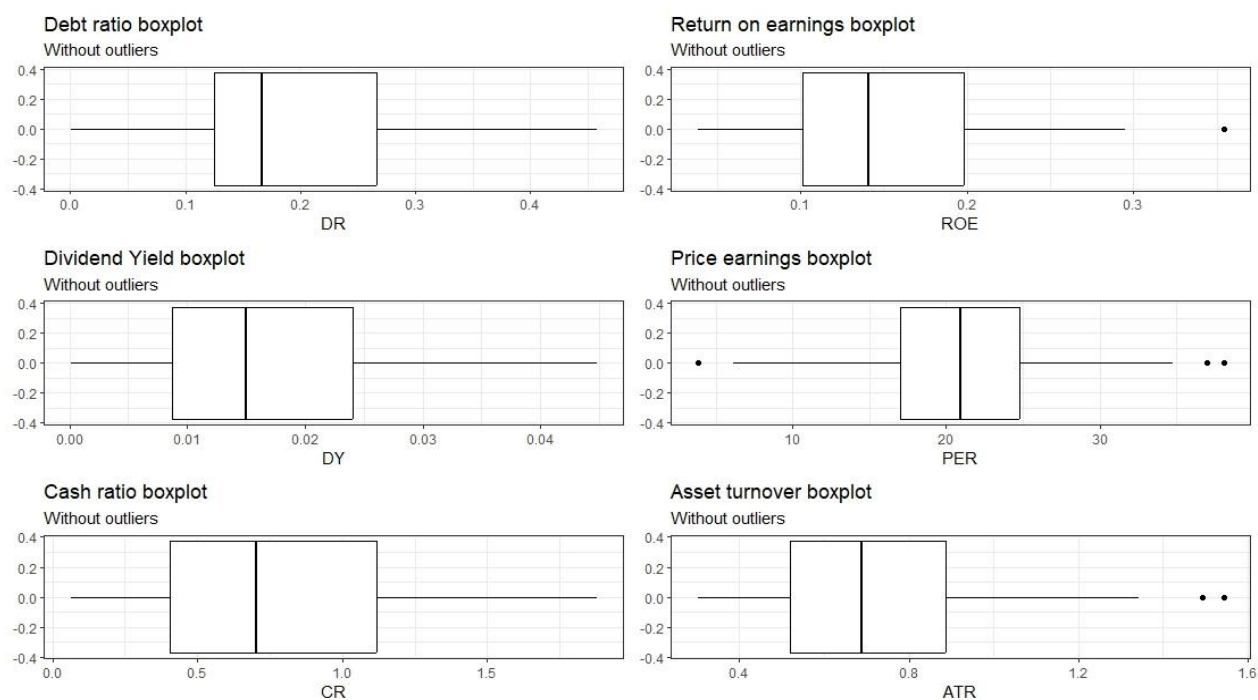 Debt ratio boxplot
Without outliers
0.4
0.2
0.0
-0.2
-0.4
0.0 0.1 0.2 0.3 0.4
DR
Return on earnings boxplot
Without outliers
0.4
0.2
0.0
-0.2
-0.4
0.1 0.2 0.3
ROE
Dividend Yield boxplot
Without outliers
0.4
0.2
0.0
-0.2
-0.4
0.00 0.01 0.02 0.03 0.04
DY
Price earnings boxplot
Without outliers
0.4
0.2
0.0
-0.2
-0.4
10 20 30
PER
Cash ratio boxplot
Without outliers
0.4
0.2
0.0
-0.2
-0.4
0.0 0.5 1.0 1.5
CR
Asset turnover boxplot
Without outliers
0.4
0.2
0.0
-0.2
-0.4
0.4 0.8 1.2 1.6
ATR